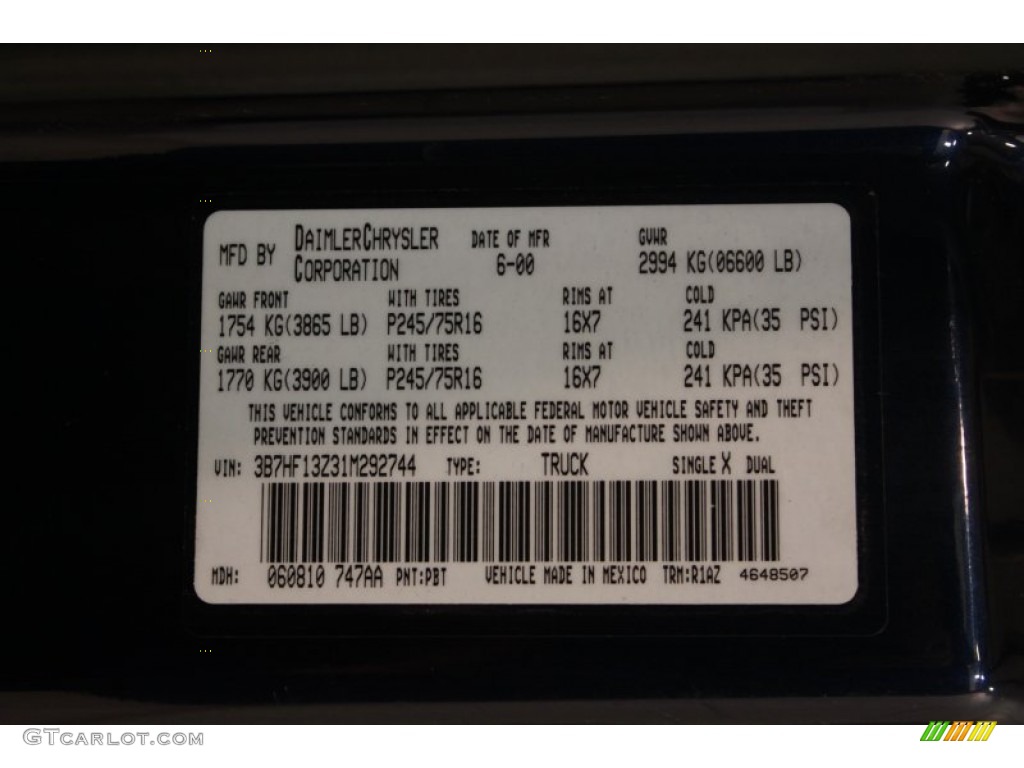 MFD BY DAIMLERCHRYSLER CORPORATION DATE OF MFR 6-00 GVWR 2994 KG(06600 LB)
GAWR FRONT WITH TIRES RIMS AT COLD
1754 KG(3865 LB) P245/75R16 16X7 241 KPA(35 PSI)
GAWR REAR WITH TIRES RIMS AT COLD
1770 KG(3900 LB) P245/75R16 16X7 241 KPA(35 PSI)
THIS VEHICLE CONFORMS TO ALL APPLICABLE FEDERAL MOTOR VEHICLE SAFETY AND THEFT
PREVENTION STANDARDS IN EFFECT ON THE DATE OF MANUFACTURE SHOWN ABOVE.
VIN: 3B7HF13Z31M292744 TYPE: TRUCK SINGLE X DUAL
MDH: 060810 747AA PNT:PBT VEHICLE MADE IN MEXICO TRM:R1AZ 4648507
GTCARLOT.COM